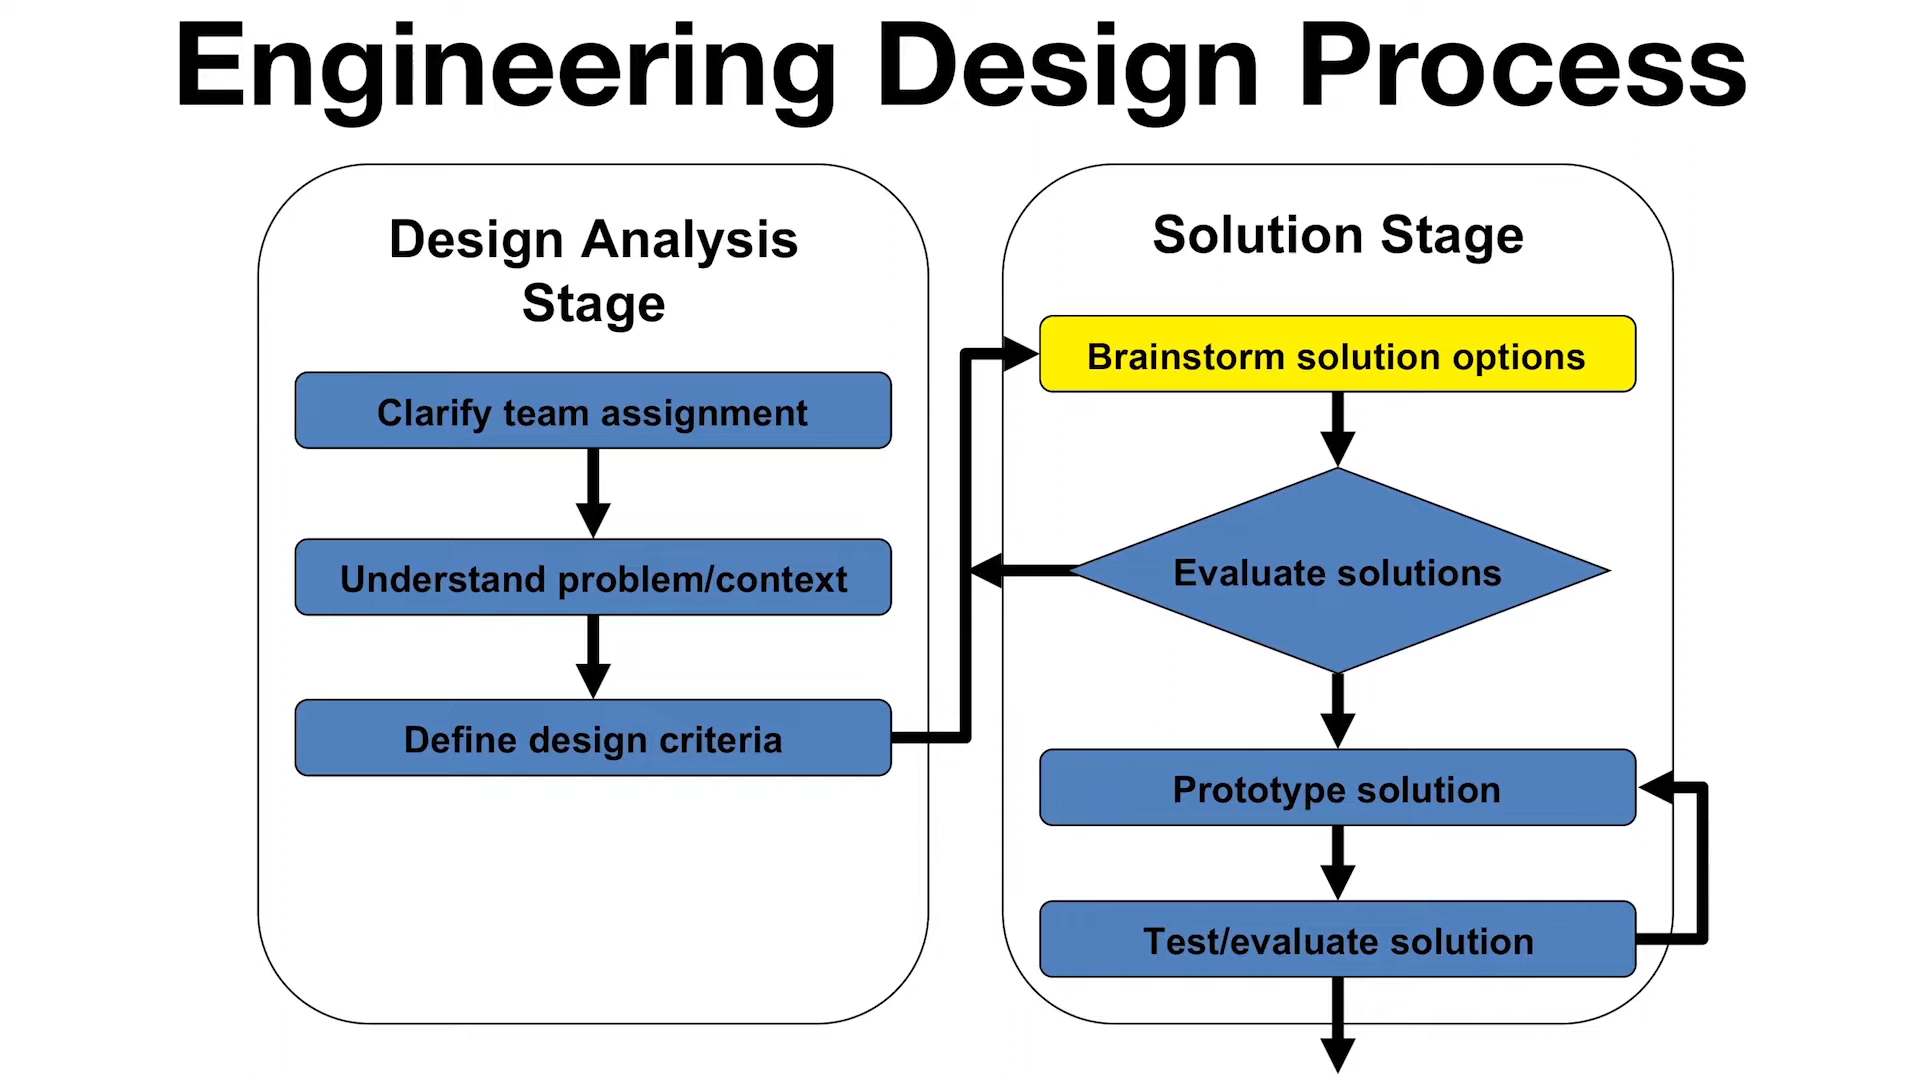 Engineering Design Process
Design Analysis
Stage
Clarify team assignment
Understand problem/context
Define design criteria
Solution Stage
Brainstorm solution options
Evaluate solutions
Prototype solution
Test/evaluate solution